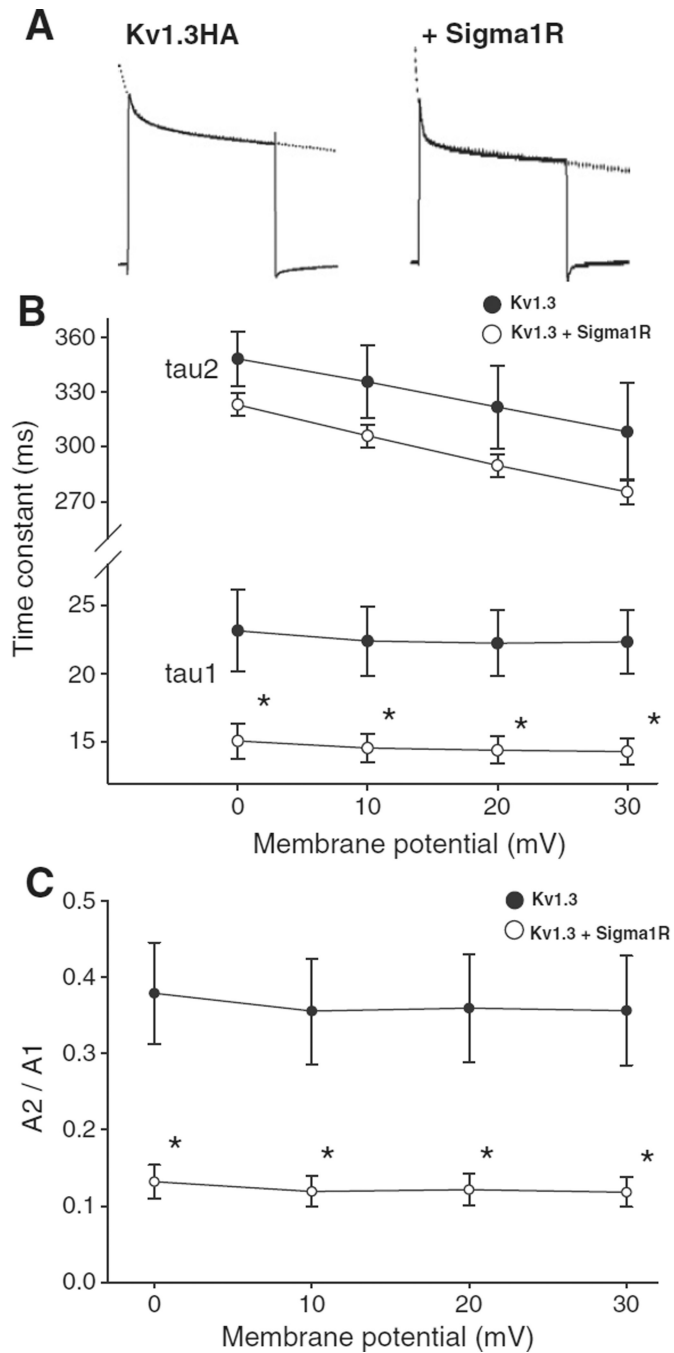 A
Kv1.3HA + Sigma1R
B
Kv1.3
Kv1.3 + Sigma1R
360
330
300
270
25
20
15
Time constant (ms)
tau2
tau1
* * * *
0 10 20 30
Membrane potential (mV)
C
Kv1.3
Kv1.3 + Sigma1R
0.5
0.4
0.3
0.2
0.1
0.0
A2 / A1
* * * *
0 10 20 30
Membrane potential (mV)